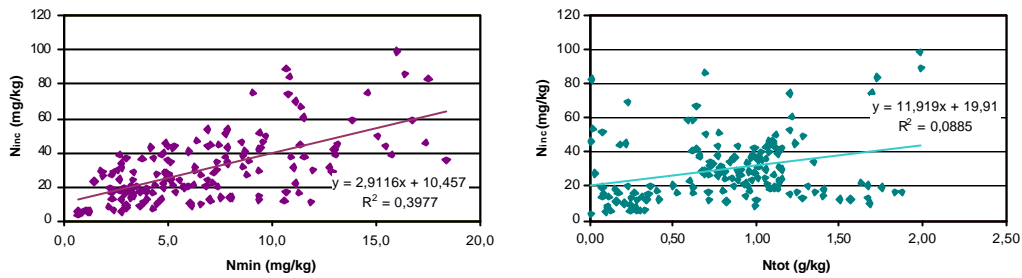 120
100
80
60
40
20
0
Ninc (mg/kg)
y = 2,9116x + 10,457
R² = 0,3977
0,0 5,0 10,0 15,0 20,0
Nmin (mg/kg)
120
100
80
60
40
20
0
Ninc (mg/kg)
y = 11,919x + 19,91
R² = 0,0885
0,00 0,50 1,00 1,50 2,00 2,50
Ntot (g/kg)